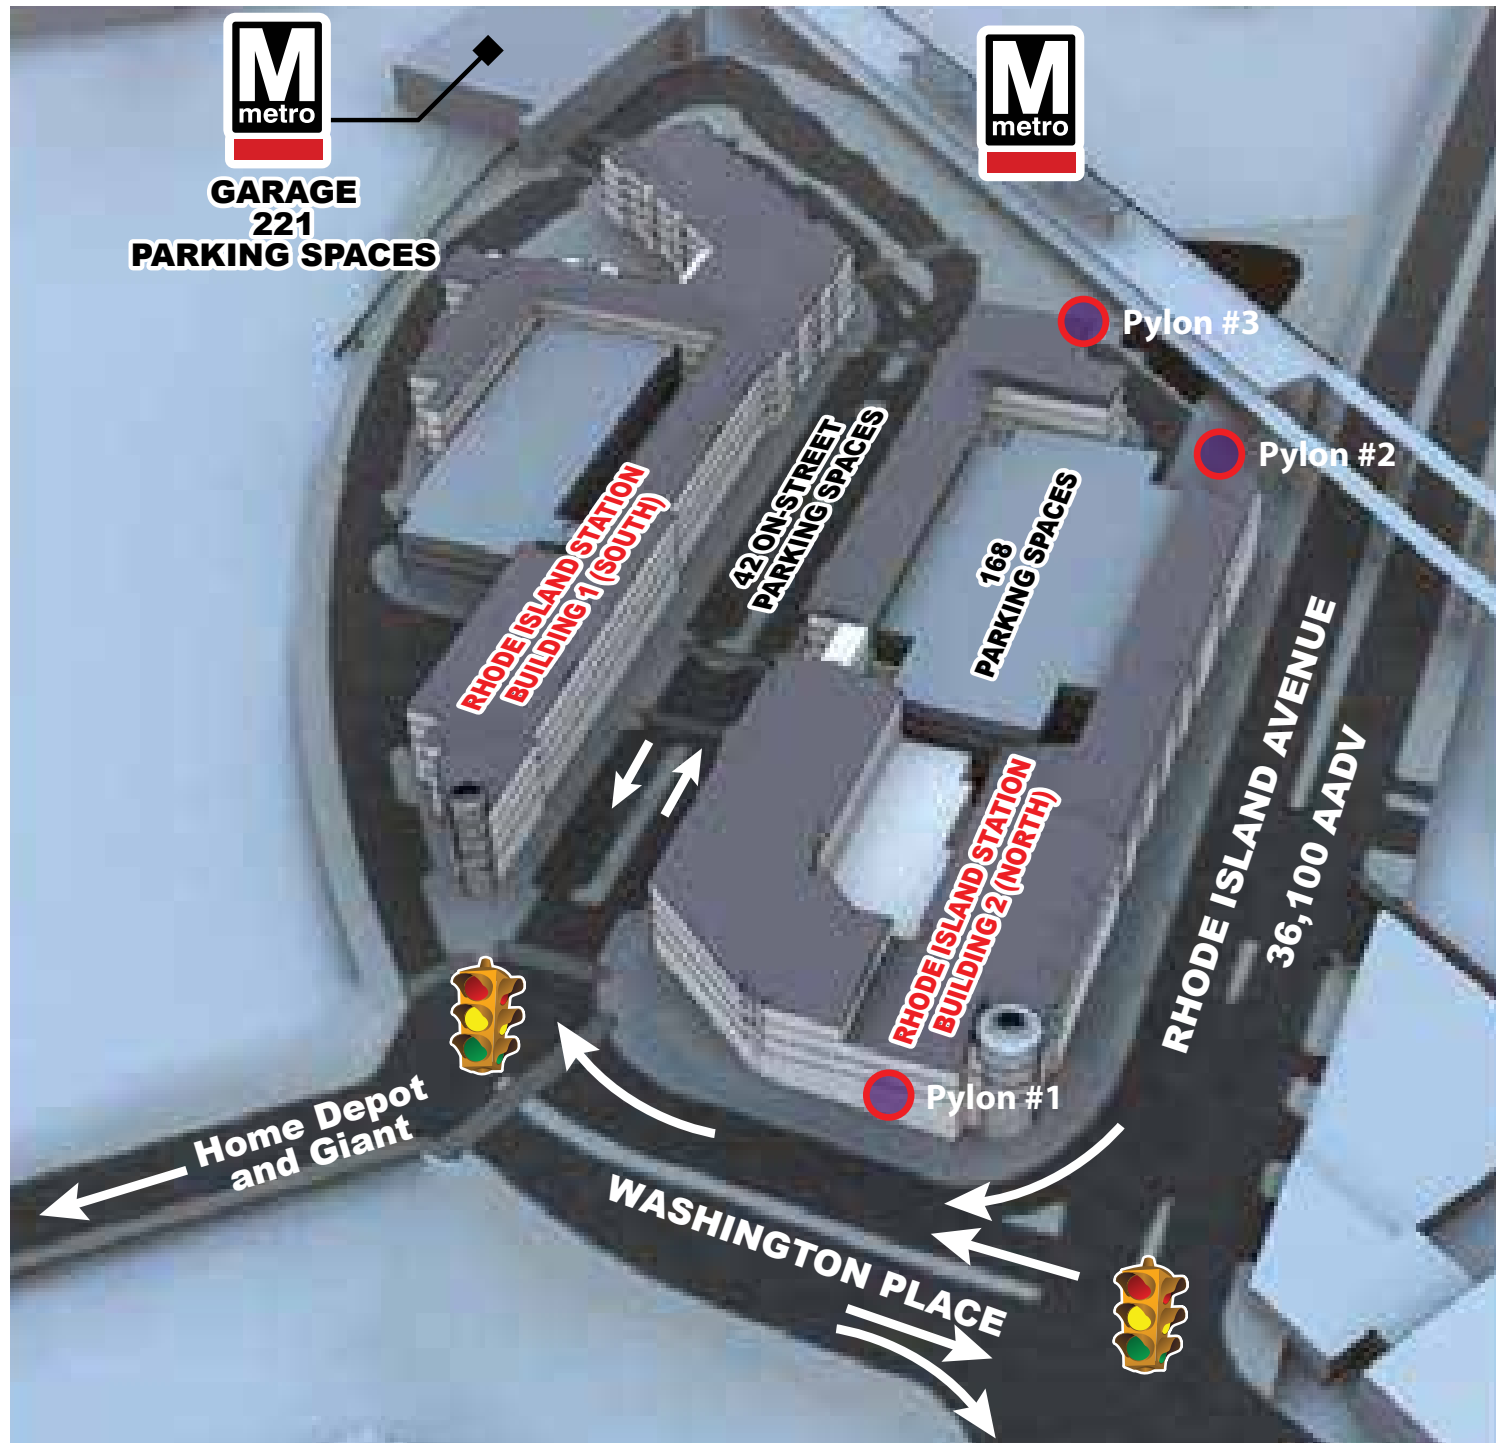 M
metro
GARAGE
221
PARKING SPACES
M
metro
Pylon #3
Pylon #2
42 ON-STREET
PARKING SPACES
168
PARKING SPACES
RHODE ISLAND STATION
BUILDING 1 (SOUTH)
RHODE ISLAND AVENUE
36,100 AADV
RHODE ISLAND STATION
BUILDING 2 (NORTH)
Pylon #1
Home Depot
and Giant
WASHINGTON PLACE